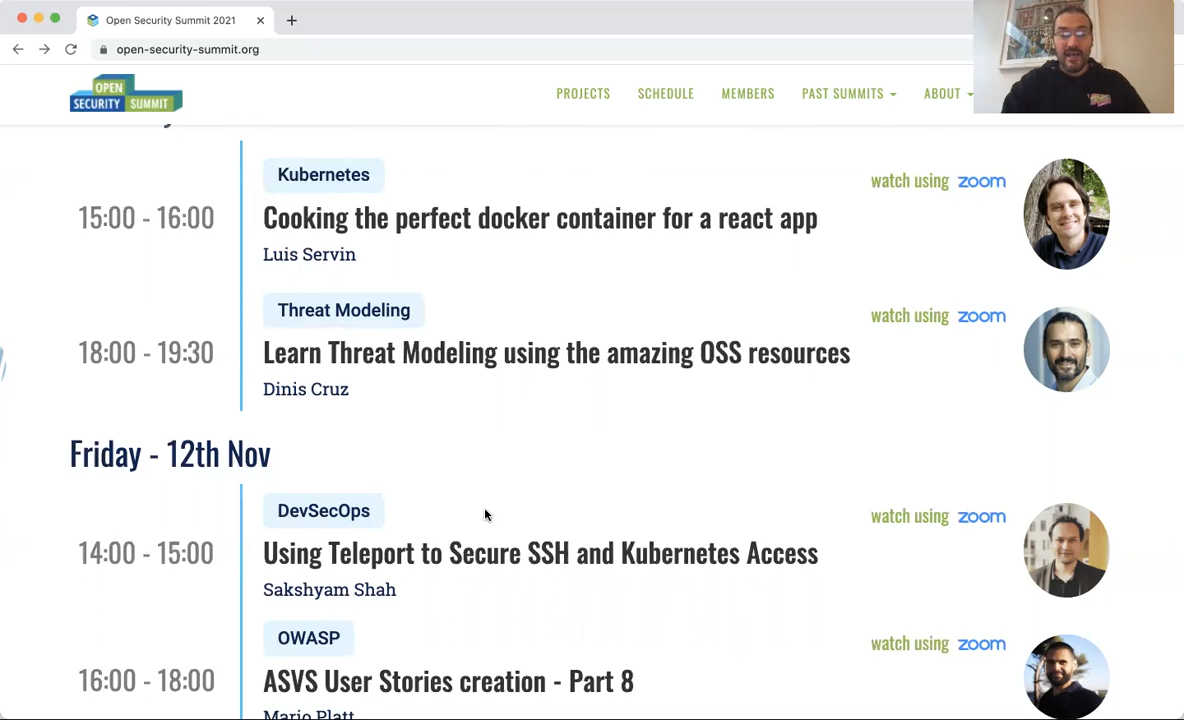 Open Security Summit 2021
open-security-summit.org
OPEN
SECURITY SUMMIT
PROJECTS
SCHEDULE
MEMBERS
PAST SUMMITS
ABOUT
Kubernetes
watch using zoom
15:00 - 16:00
Cooking the perfect docker container for a react app
Luis Servin
Threat Modeling
watch using zoom
18:00 - 19:30
Learn Threat Modeling using the amazing OSS resources
Dinis Cruz
Friday - 12th Nov
DevSecOps
watch using zoom
14:00 - 15:00
Using Teleport to Secure SSH and Kubernetes Access
Sakshyam Shah
OWASP
watch using zoom
16:00 - 18:00
ASVS User Stories creation - Part 8
Mario Platt